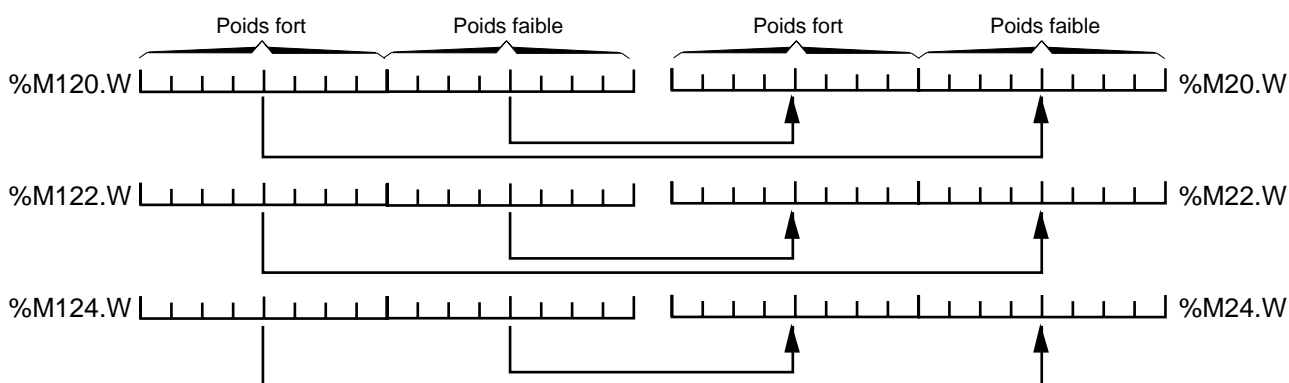 Poids fort Poids faible Poids fort Poids faible
%M120.W %M20.W
%M122.W %M22.W
%M124.W %M24.W